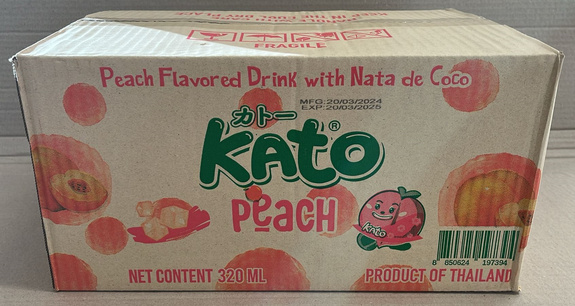 FRAGILE
Peach Flavored Drink with Nata de Coco
MFG:20/03/2024
EXP:20/03/2025
カトー
Kato®
PEACH
Kato
8 850624 197394
NET CONTENT 320 ML
PRODUCT OF THAILAND